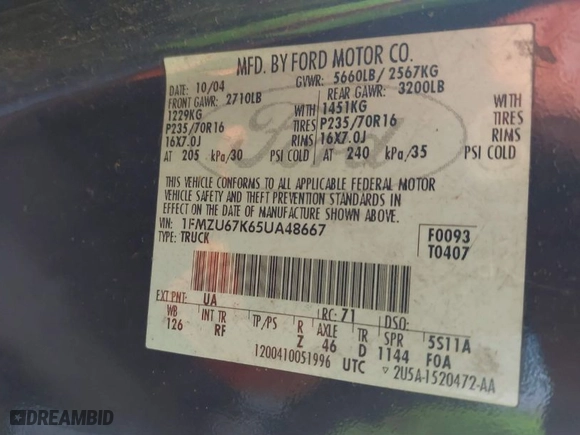 MFD. BY FORD MOTOR CO.
DATE: 10/04 GVWR: 5660LB/ 2567KG
FRONT GAWR: 2710LB REAR GAWR: 3200LB
1229KG WITH 1451KG WITH
P235/70R16 TIRES P235/70R16 TIRES
16X7.0J RIMS 16X7.0J RIMS
AT 205 kPa/30 PSI COLD AT 240 kPa/35 PSI COLD
Ford
THIS VEHICLE CONFORMS TO ALL APPLICABLE FEDERAL MOTOR
VEHICLE SAFETY AND THEFT PREVENTION STANDARDS IN
EFFECT ON THE DATE OF MANUFACTURE SHOWN ABOVE.
VIN: 1FMZU67K65UA48667 F0093
TYPE: TRUCK T0407
EXT PNT: UA RC: 71 DSO:
WB INT TR TP/PS R AXLE TR SPR 5S11A
126 RF Z 46 D 1144 F0A
1200410051996 UTC ▽ 2U5A-1520472-AA
DREAMBID